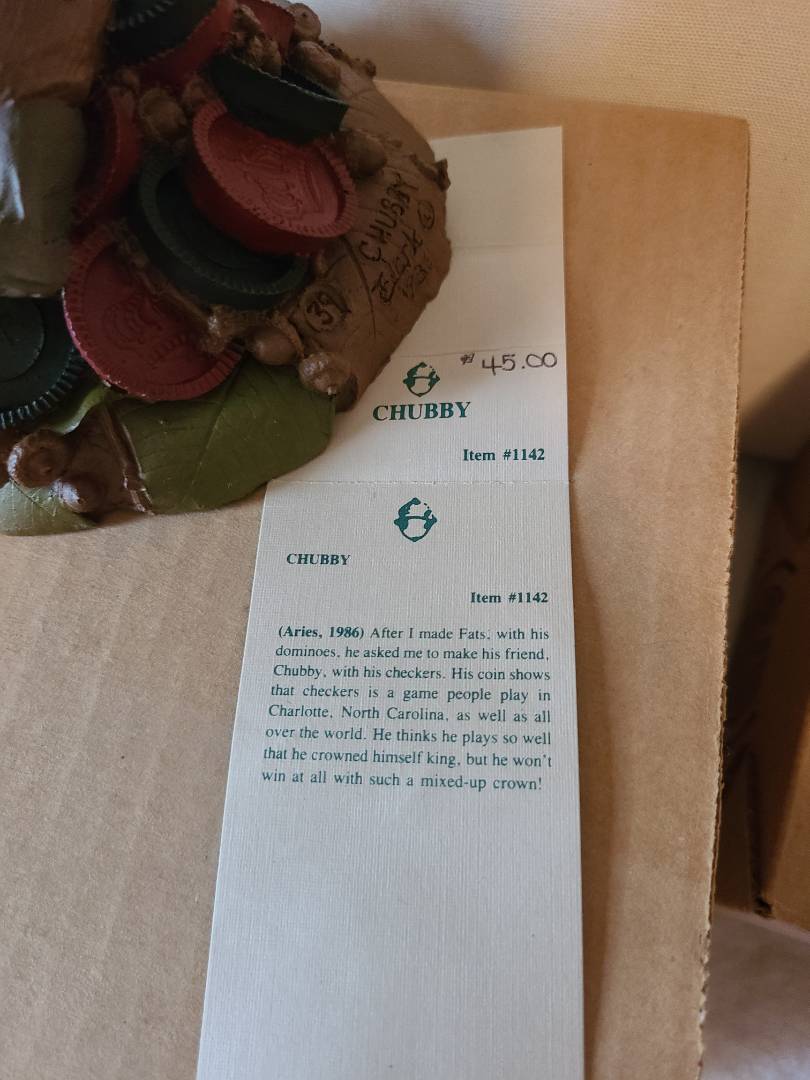 CHUBBY
Clark ©
39
$45.00
CHUBBY
Item #1142
CHUBBY
Item #1142
(Aries, 1986) After I made Fats, with his
dominoes, he asked me to make his friend,
Chubby, with his checkers. His coin shows
that checkers is a game people play in
Charlotte, North Carolina, as well as all
over the world. He thinks he plays so well
that he crowned himself king, but he won't
win at all with such a mixed-up crown!